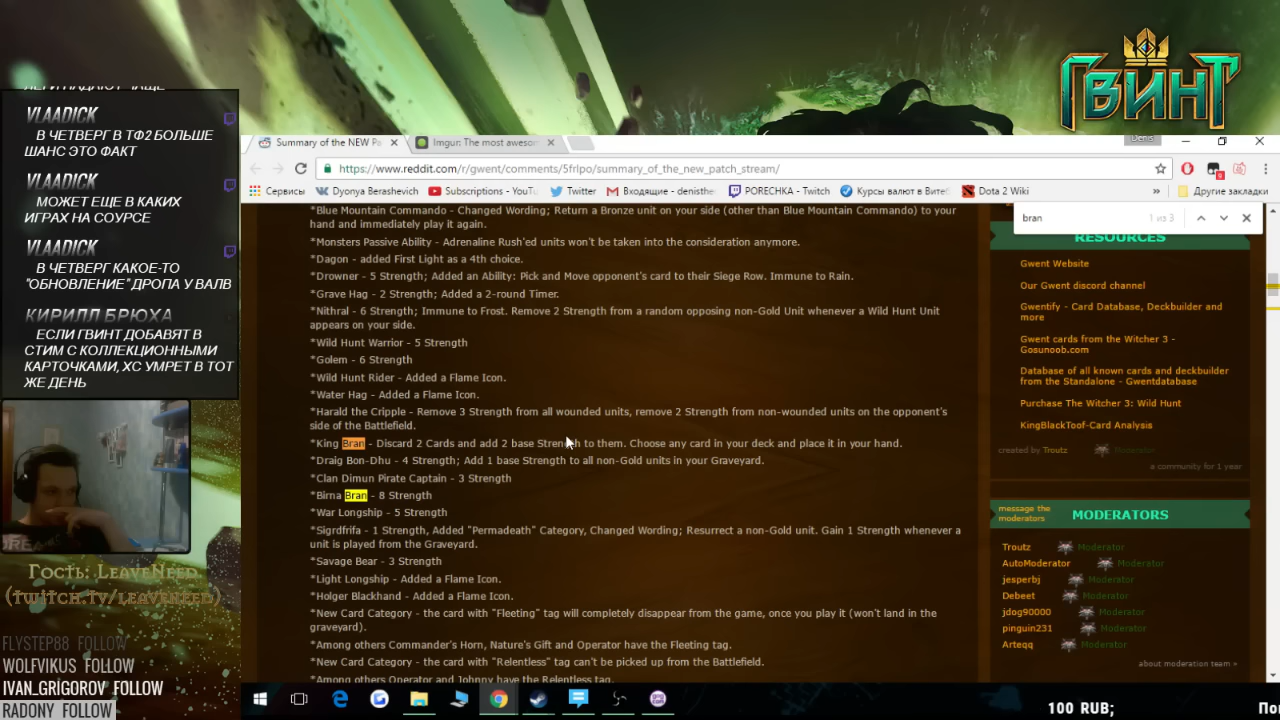 ГВИНТ
VLAADICK
В ЧЕТВЕРГ В ТФ2 БОЛЬШЕ
ШАНС ЭТО ФАКТ
VLAADICK
МОЖЕТ ЕЩЕ В КАКИХ
ИГРАХ НА СОУРСЕ
VLAADICK
В ЧЕТВЕРГ КАКОЕ-ТО
"ОБНОВЛЕНИЕ" ДРОПА У ВАЛВ
КИРИЛЛ БРЮХА
ЕСЛИ ГВИНТ ДОБАВЯТ В
СТИМ С КОЛЛЕКЦИОННЫМИ
КАРТОЧКАМИ, ХС УМРЕТ В ТОТ
ЖЕ ДЕНЬ
Гость: LeaveNeed
(twitch.tv/leaveneed)
FLYSTEP88 FOLLOW
WOLFVIKUS FOLLOW
IVAN_GRIGOROV FOLLOW
RADONY FOLLOW
Summary of the NEW Pa
Imgur: The most awesom
Denis
https://www.reddit.com/r/gwent/comments/5frlpo/summary_of_the_new_patch_stream/
Сервисы
Dyonya Berashevich
Subscriptions - YouTu
Twitter
Входящие - denisthe
PORECHKA - Twitch
Курсы валют в Витеб
Dota 2 Wiki
»
Другие закладки
bran
1 из 3
*Blue Mountain Commando - Changed Wording; Return a Bronze unit on your side (other than Blue Mountain Commando) to your
hand and immediately play it again.
*Monsters Passive Ability - Adrenaline Rush'ed units won't be taken into the consideration anymore.
*Dagon - added First Light as a 4th choice.
*Drowner - 5 Strength; Added an Ability: Pick and Move opponent's card to their Siege Row. Immune to Rain.
*Grave Hag - 2 Strength; Added a 2-round Timer.
*Nithral - 6 Strength; Immune to Frost. Remove 2 Strength from a random opposing non-Gold Unit whenever a Wild Hunt Unit
appears on your side.
*Wild Hunt Warrior - 5 Strength
*Golem - 6 Strength
*Wild Hunt Rider - Added a Flame Icon.
*Water Hag - Added a Flame Icon.
*Harald the Cripple - Remove 3 Strength from all wounded units, remove 2 Strength from non-wounded units on the opponent's
side of the Battlefield.
*King Bran - Discard 2 Cards and add 2 base Strength to them. Choose any card in your deck and place it in your hand.
*Draig Bon-Dhu - 4 Strength; Add 1 base Strength to all non-Gold units in your Graveyard.
*Clan Dimun Pirate Captain - 3 Strength
*Birna Bran - 8 Strength
*War Longship - 5 Strength
*Sigrdrifa - 1 Strength, Added "Permadeath" Category, Changed Wording; Resurrect a non-Gold unit. Gain 1 Strength whenever a
unit is played from the Graveyard.
*Savage Bear - 3 Strength
*Light Longship - Added a Flame Icon.
*Holger Blackhand - Added a Flame Icon.
*New Card Category - the card with "Fleeting" tag will completely disappear from the game, once you play it (won't land in the
graveyard).
*Among others Commander's Horn, Nature's Gift and Operator have the Fleeting tag.
*New Card Category - the card with "Relentless" tag can't be picked up from the Battlefield.
*Among others Operator and Johnny have the Relentless tag.
RESOURCES
Gwent Website
Our Gwent discord channel
Gwentify - Card Database, Deckbuilder and
more
Gwent cards from the Witcher 3 -
Gosunoob.com
Database of all known cards and deckbuilder
from the Standalone - Gwentdatabase
Purchase The Witcher 3: Wild Hunt
KingBlackToof-Card Analysis
created by Troutz Moderator
a community for 1 year
message the
moderators
MODERATORS
Troutz Moderator
AutoModerator Moderator
jesperbj Moderator
Debeet Moderator
jdog90000 Moderator
pinguin231 Moderator
Arteqq Moderator
about moderation team »
100 RUB;